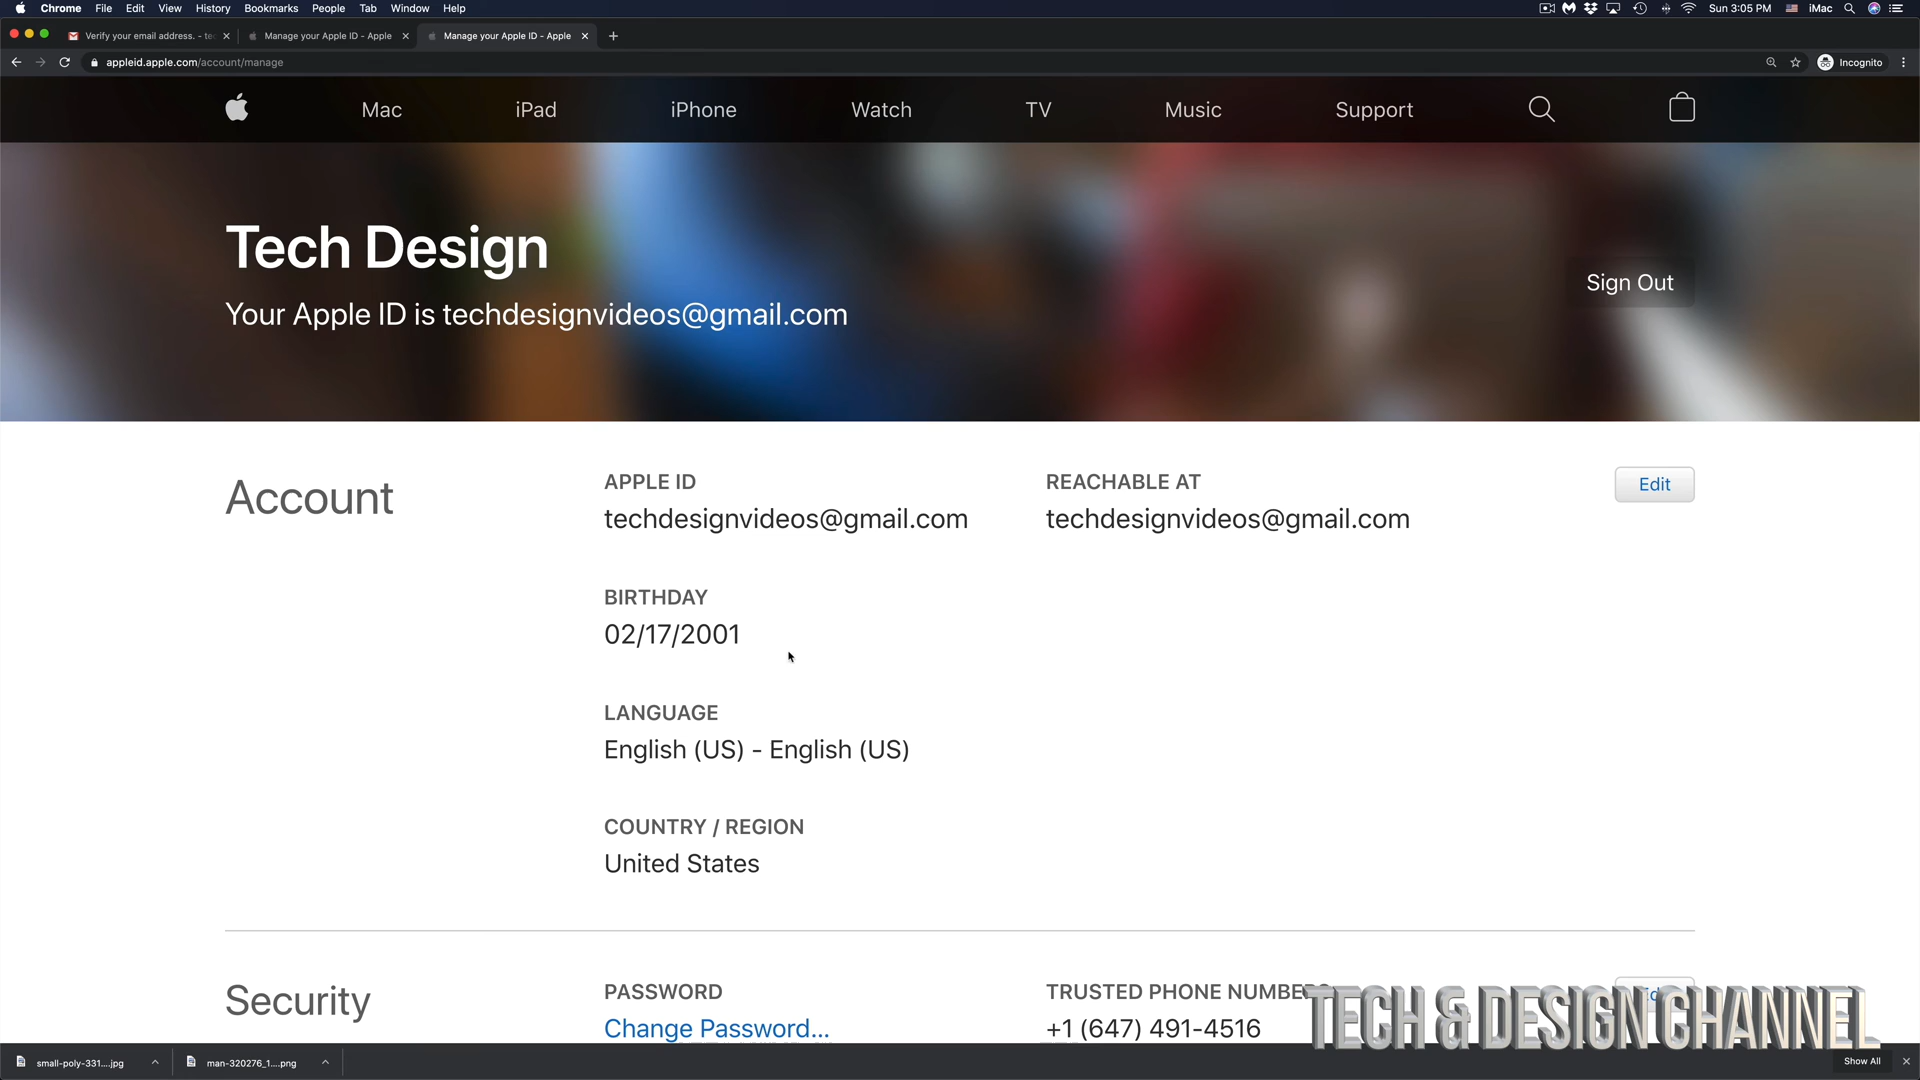 Chrome File Edit View History Bookmarks People Tab Window Help Sun 3:05 PM iMac
Verify your email address. - te
Manage your Apple ID - Apple
Manage your Apple ID - Apple
appleid.apple.com/account/manage
Incognito
Mac iPad iPhone Watch TV Music Support
Tech Design
Your Apple ID is techdesignvideos@gmail.com
Sign Out
Account
APPLE ID
techdesignvideos@gmail.com
REACHABLE AT
techdesignvideos@gmail.com
Edit
BIRTHDAY
02/17/2001
LANGUAGE
English (US) - English (US)
COUNTRY / REGION
United States
Security
PASSWORD
Change Password...
TRUSTED PHONE NUMBERS
+1 (647) 491-4516
TECH & DESIGN CHANNEL
small-poly-331....jpg
man-320276_1....png
Show All